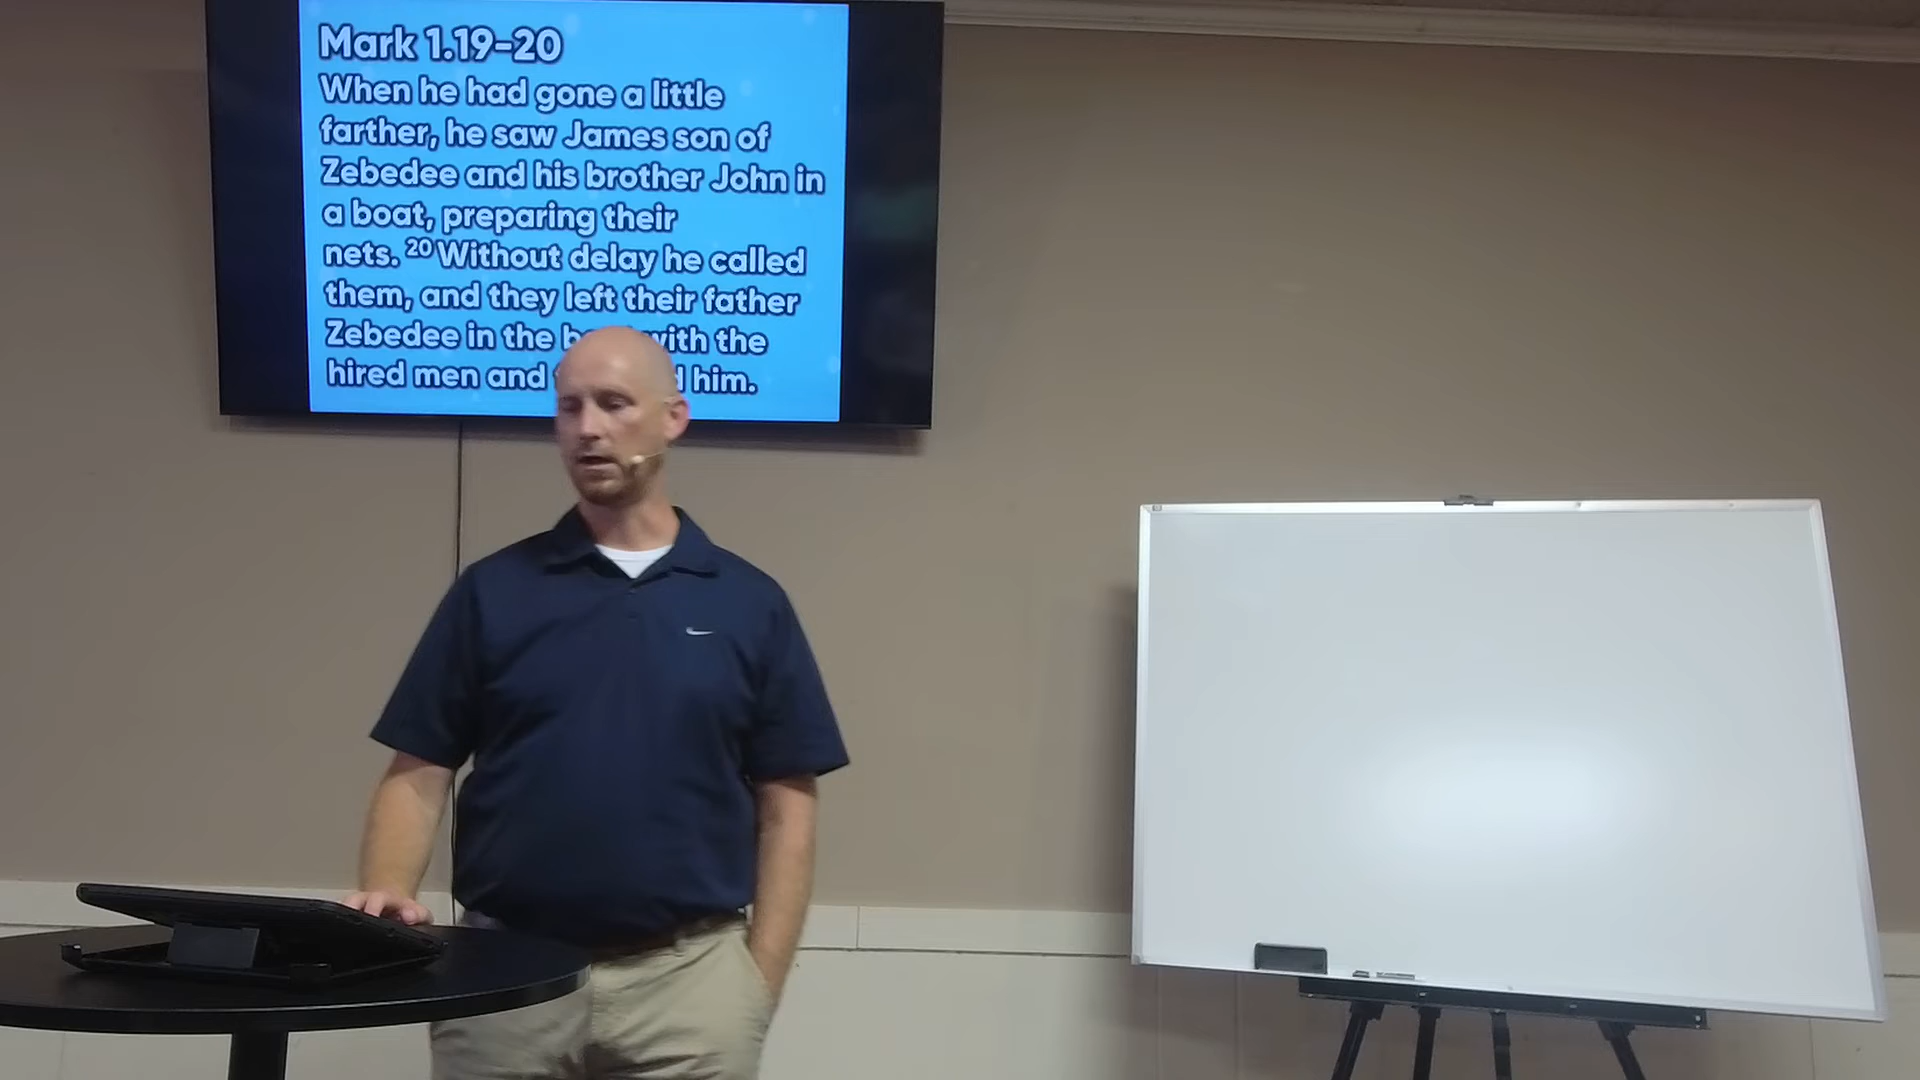 Mark 1.19-20
When he had gone a little
farther, he saw James son of
Zebedee and his brother John in
a boat, preparing their
nets. 20 Without delay he called
them, and they left their father
Zebedee in the with the
hired men and him.